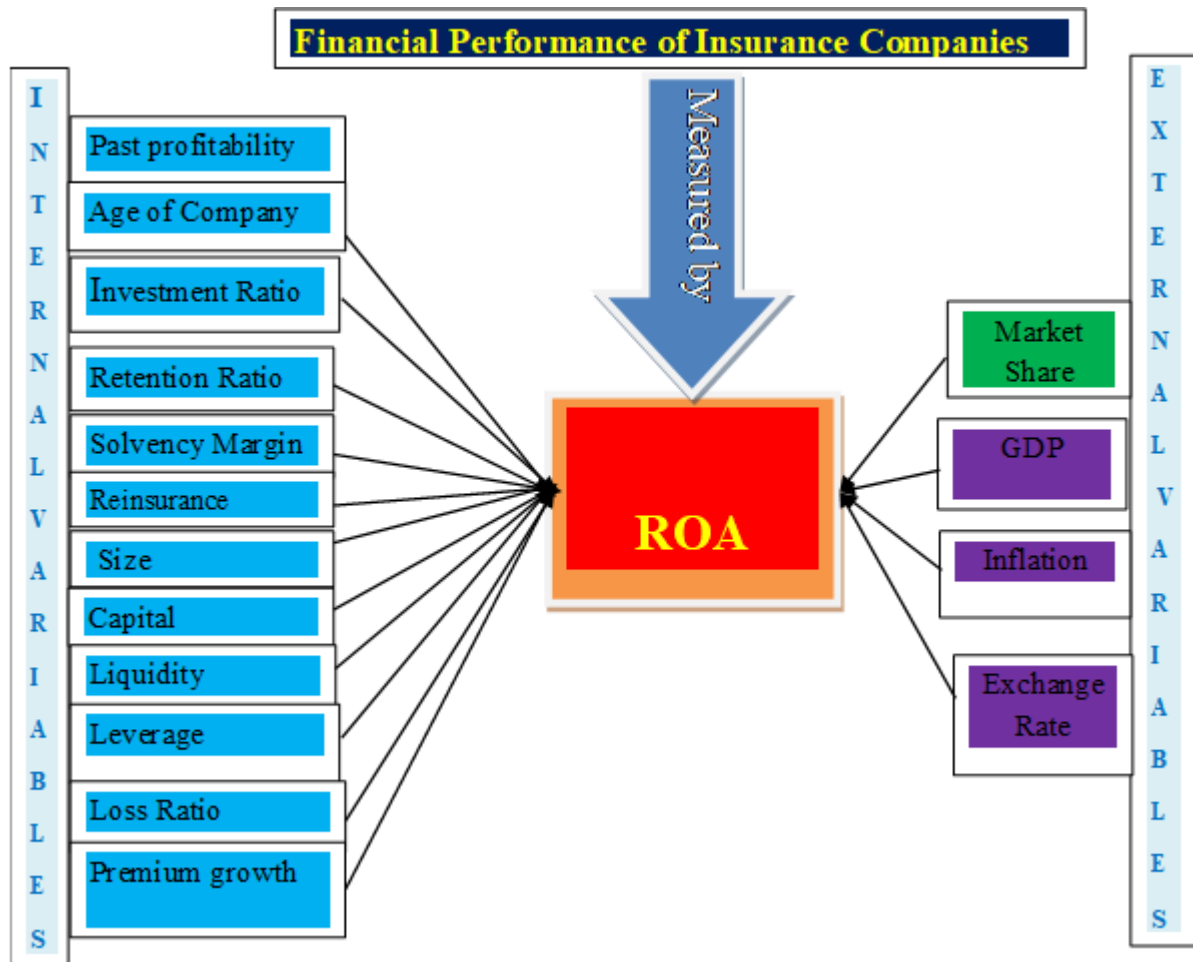 Financial Performance of Insurance Companies
INTERNAL VARIABLES
Past profitability
Age of Company
Investment Ratio
Retention Ratio
Solvency Margin
Reinsurance
Size
Capital
Liquidity
Leverage
Loss Ratio
Premium growth
Measured by
ROA
Market
Share
GDP
Inflation
Exchange
Rate
EXTERNAL VARIABLES